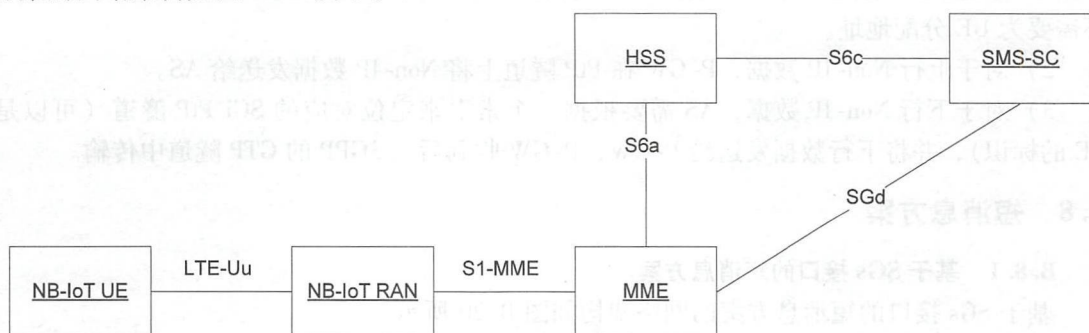 HSS
S6c
SMS-SC
S6a
SGd
LTE-Uu
S1-MME
NB-IoT UE
NB-IoT RAN
MME